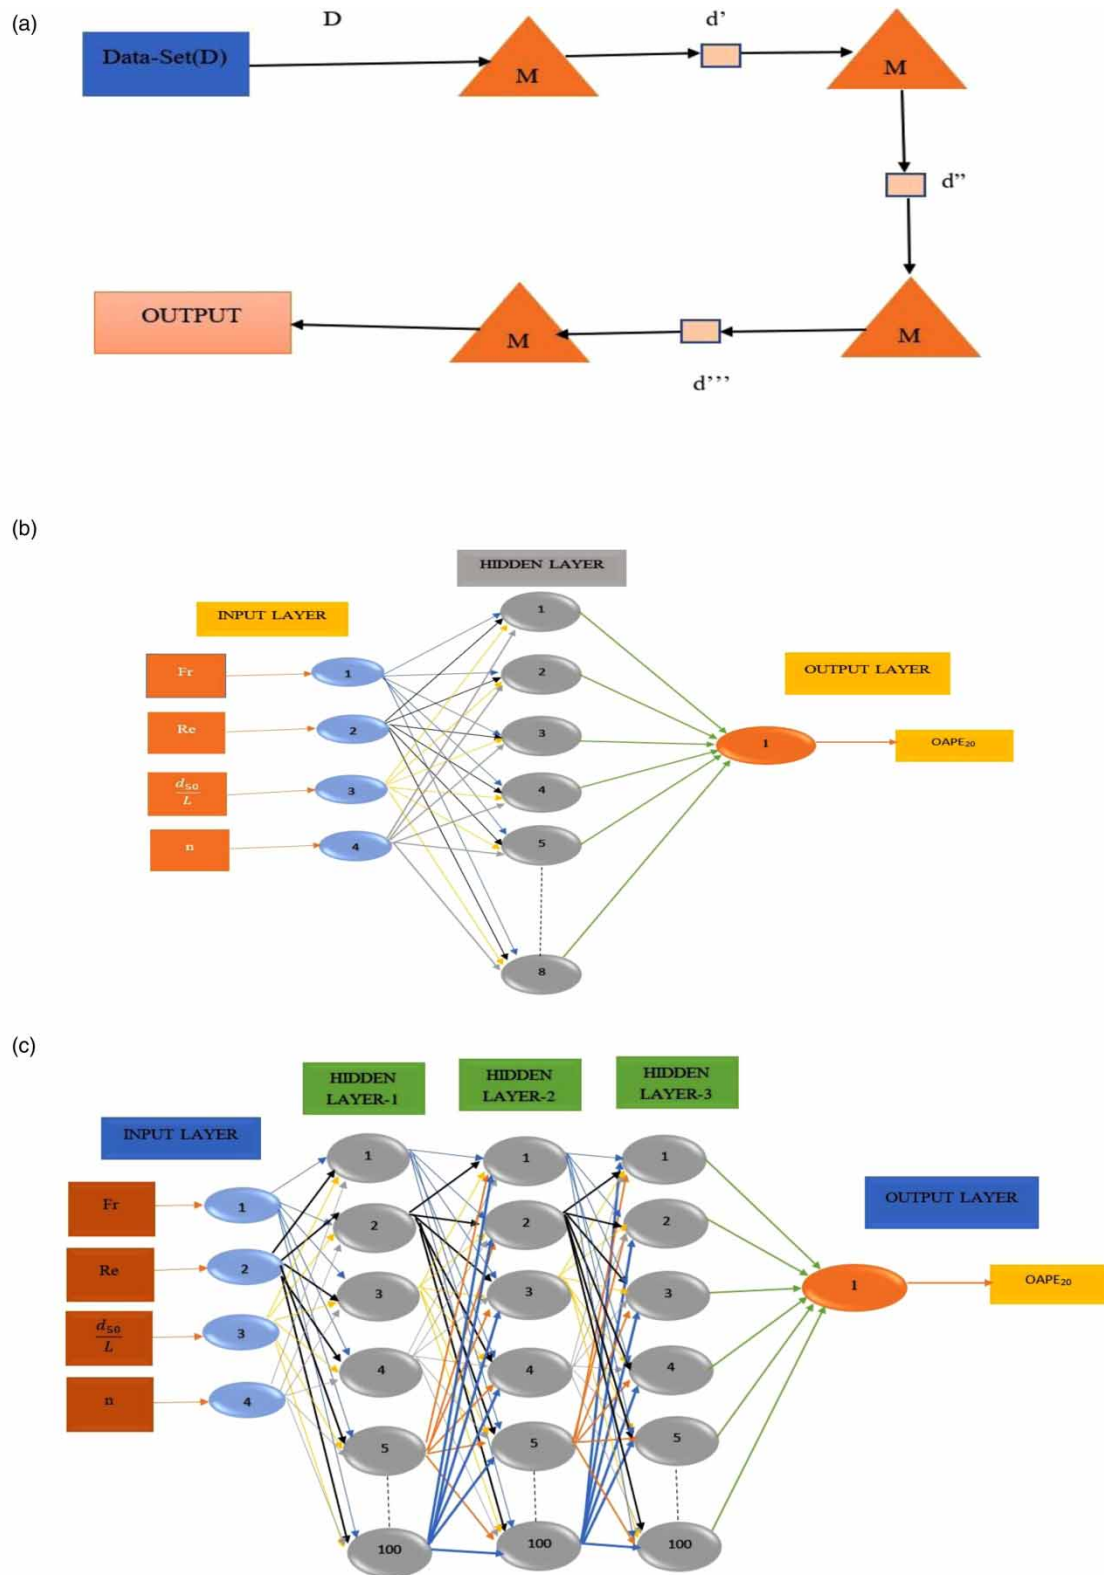 (a)
D
d'
Data-Set(D)
M
M
d''
OUTPUT
M
M
d'''
(b)
HIDDEN LAYER
INPUT LAYER
OUTPUT LAYER
Fr
Re
d₅₀
L
n
1
2
3
4
1
2
3
4
5
8
1
OAPE₂₀
(c)
HIDDEN
LAYER-1
HIDDEN
LAYER-2
HIDDEN
LAYER-3
INPUT LAYER
OUTPUT LAYER
Fr
Re
d₅₀
L
n
1
2
3
4
1
2
3
4
5
100
1
2
3
4
5
100
1
2
3
4
5
100
1
OAPE₂₀